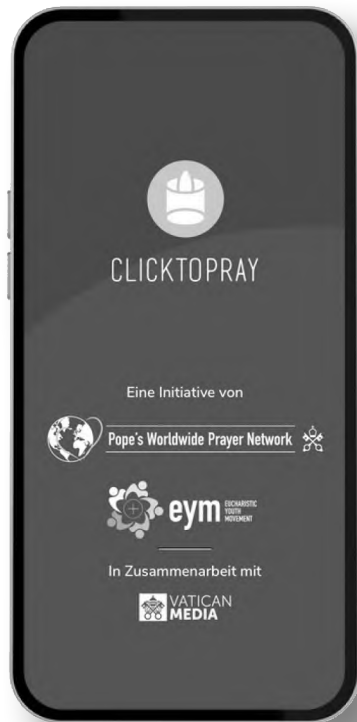 CLICKTOPRAY
Eine Initiative von
Pope's Worldwide Prayer Network
eym EUCHARISTIC
YOUTH
MOVEMENT
In Zusammenarbeit mit
VATICAN
MEDIA